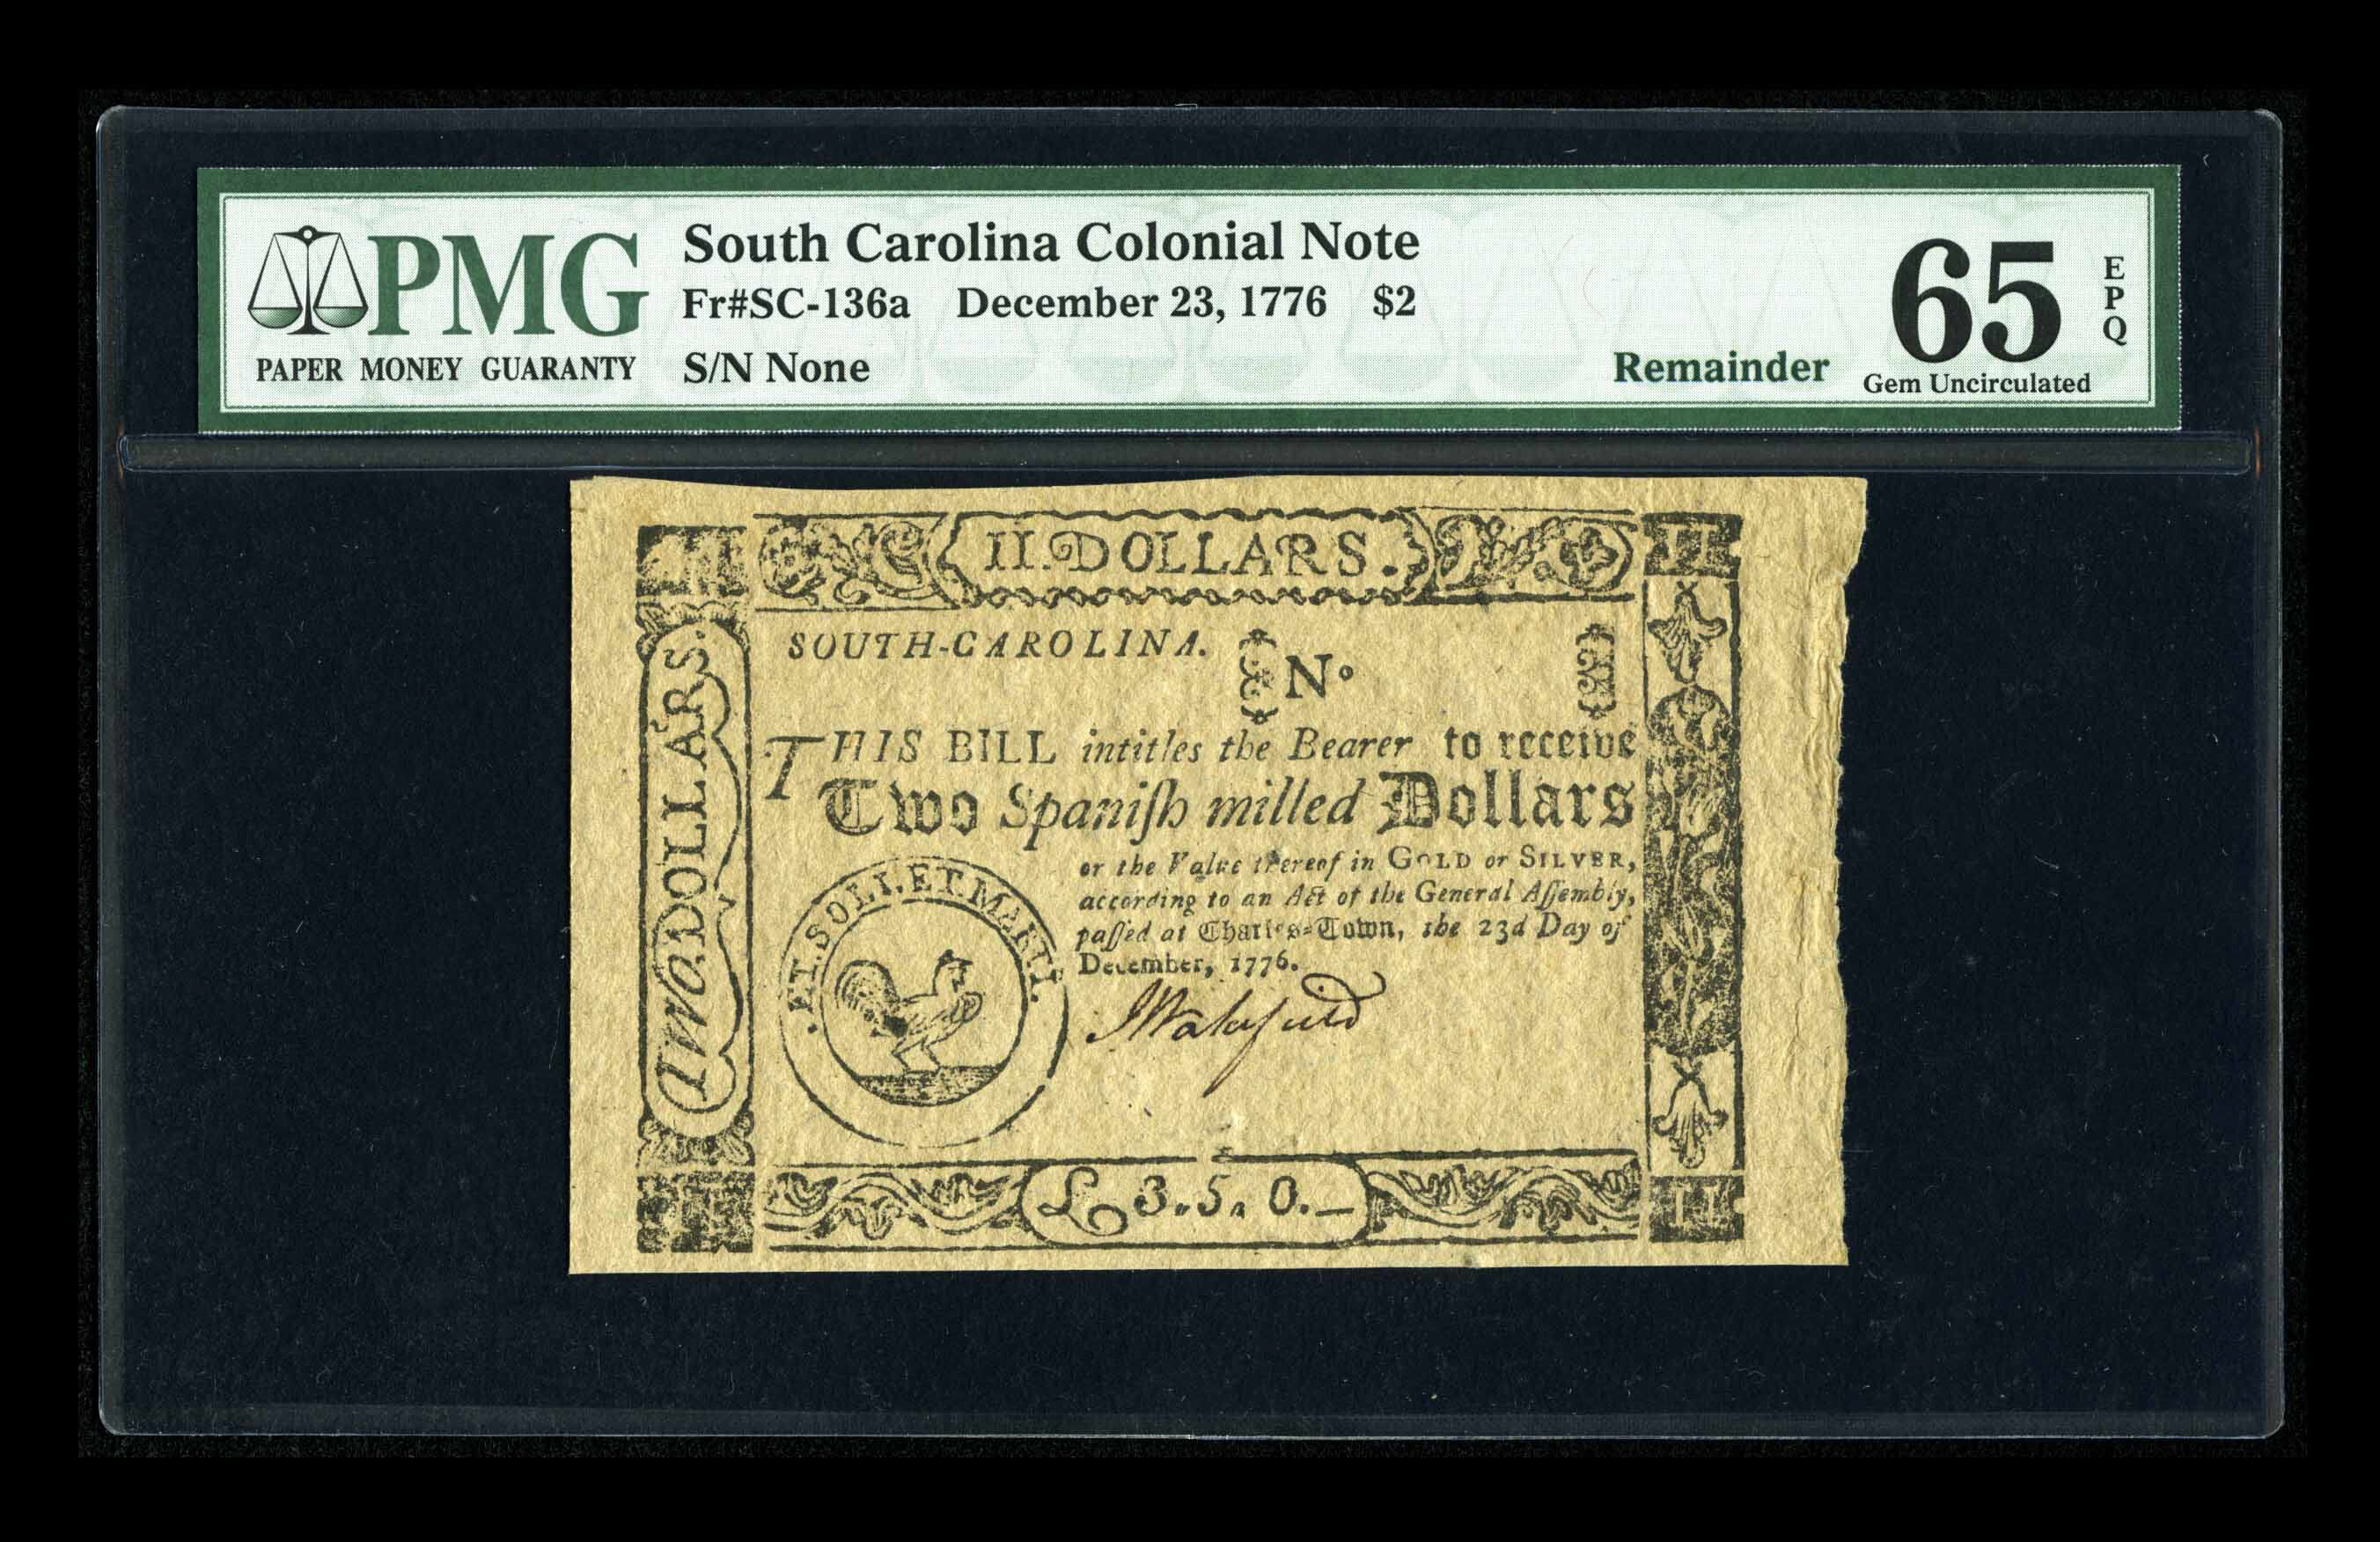 PMG
PAPER MONEY GUARANTY
South Carolina Colonial Note
Fr#SC-136a December 23, 1776 $2
S/N None
Remainder
65
EPQ
Gem Uncirculated
II. DOLLARS.
II
SOUTH-CAROLINA. No
TWO DOLLARS.
THIS BILL intitles the Bearer to receive
Two Spaniſh milled Dollars
or the Value thereof in GOLD or SILVER,
according to an Act of the General Aſſembly,
paſſed at Charles-Town, the 23d Day of
December, 1776.
.ET.SOLI.ET.MARTI.
£3.5.0.—
II